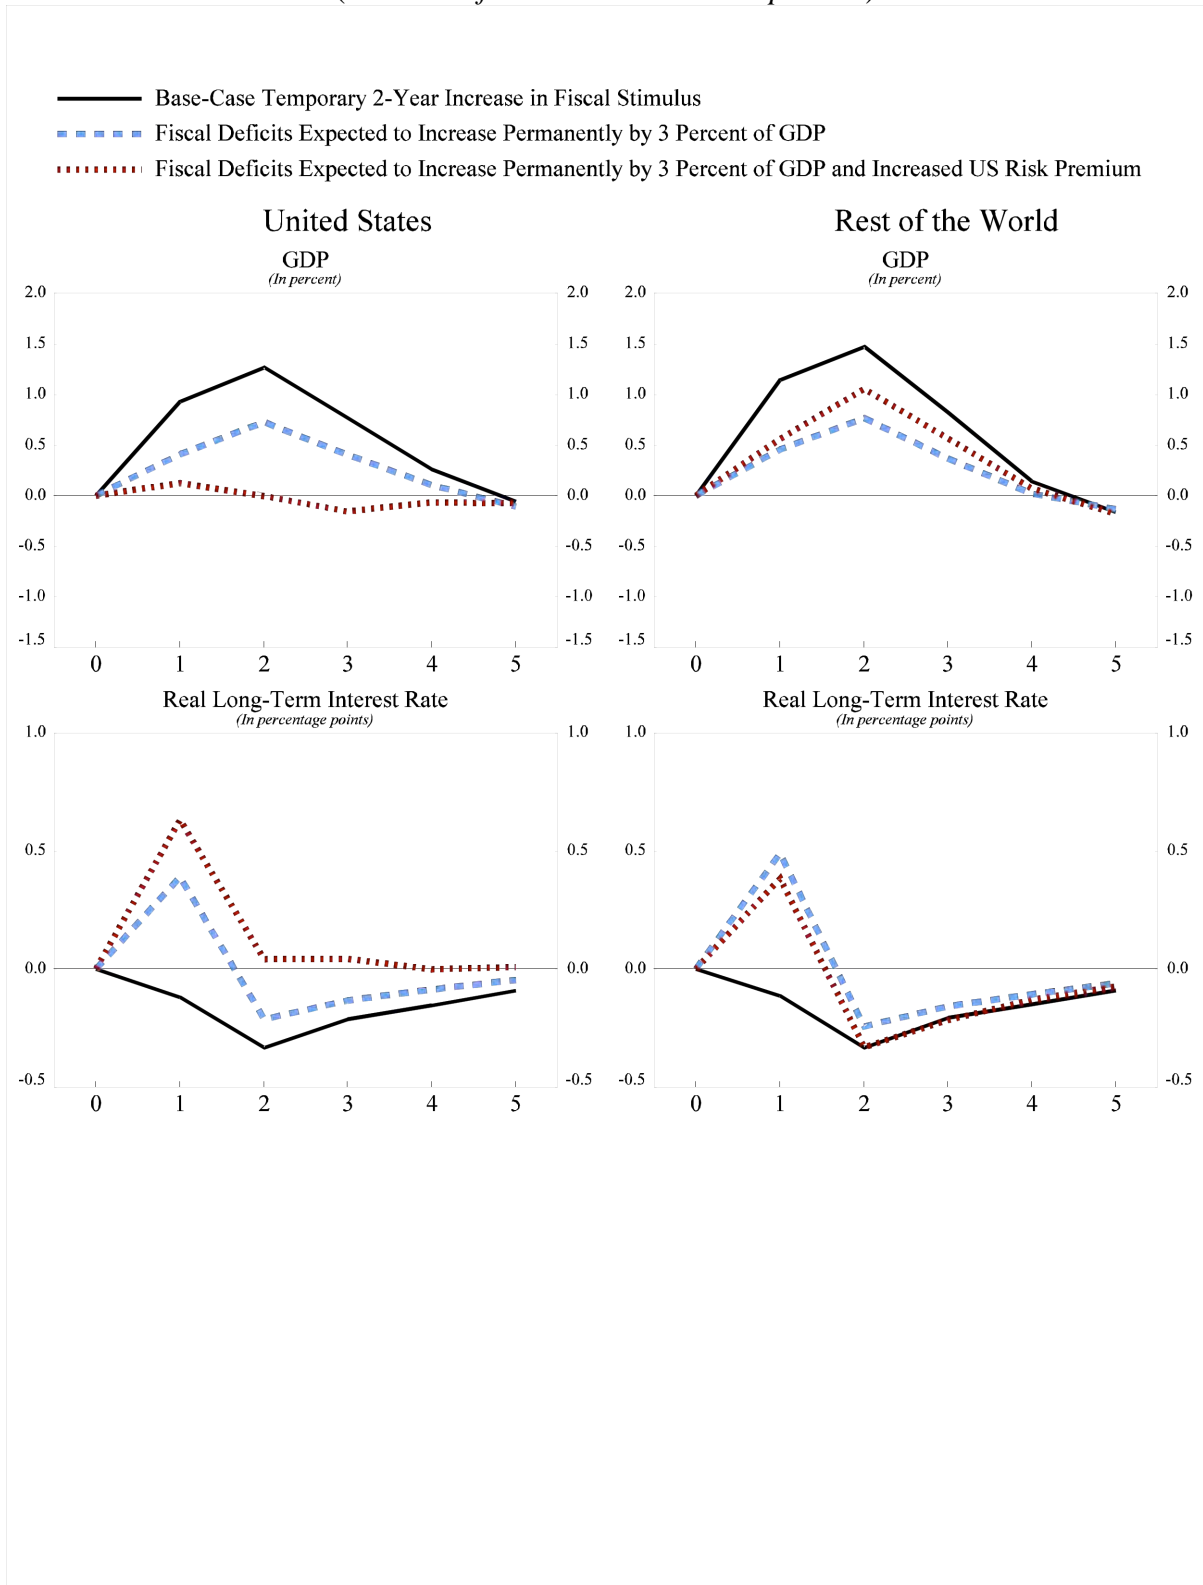 Base-Case Temporary 2-Year Increase in Fiscal Stimulus
Fiscal Deficits Expected to Increase Permanently by 3 Percent of GDP
Fiscal Deficits Expected to Increase Permanently by 3 Percent of GDP and Increased US Risk Premium
United States
Rest of the World
GDP
(In percent)
2.0 2.0
1.5 1.5
1.0 1.0
0.5 0.5
0.0 0.0
-0.5 -0.5
-1.0 -1.0
-1.5 -1.5
0 1 2 3 4 5
GDP
(In percent)
2.0 2.0
1.5 1.5
1.0 1.0
0.5 0.5
0.0 0.0
-0.5 -0.5
-1.0 -1.0
-1.5 -1.5
0 1 2 3 4 5
Real Long-Term Interest Rate
(In percentage points)
1.0 1.0
0.5 0.5
0.0 0.0
-0.5 -0.5
0 1 2 3 4 5
Real Long-Term Interest Rate
(In percentage points)
1.0 1.0
0.5 0.5
0.0 0.0
-0.5 -0.5
0 1 2 3 4 5